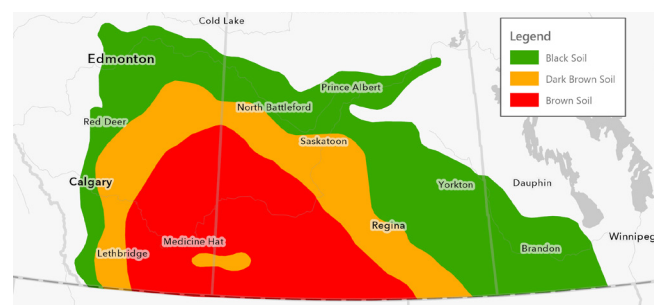 Cold Lake
Legend
Edmonton
Black Soil
Dark Brown Soil
Prince Albert
Brown Soil
North Battleford
Red Deer
Saskatoon
Calgary
Yorkton
Dauphin
Regina
Winnipeg
Medicine Hat
Brandon
Lethbridge